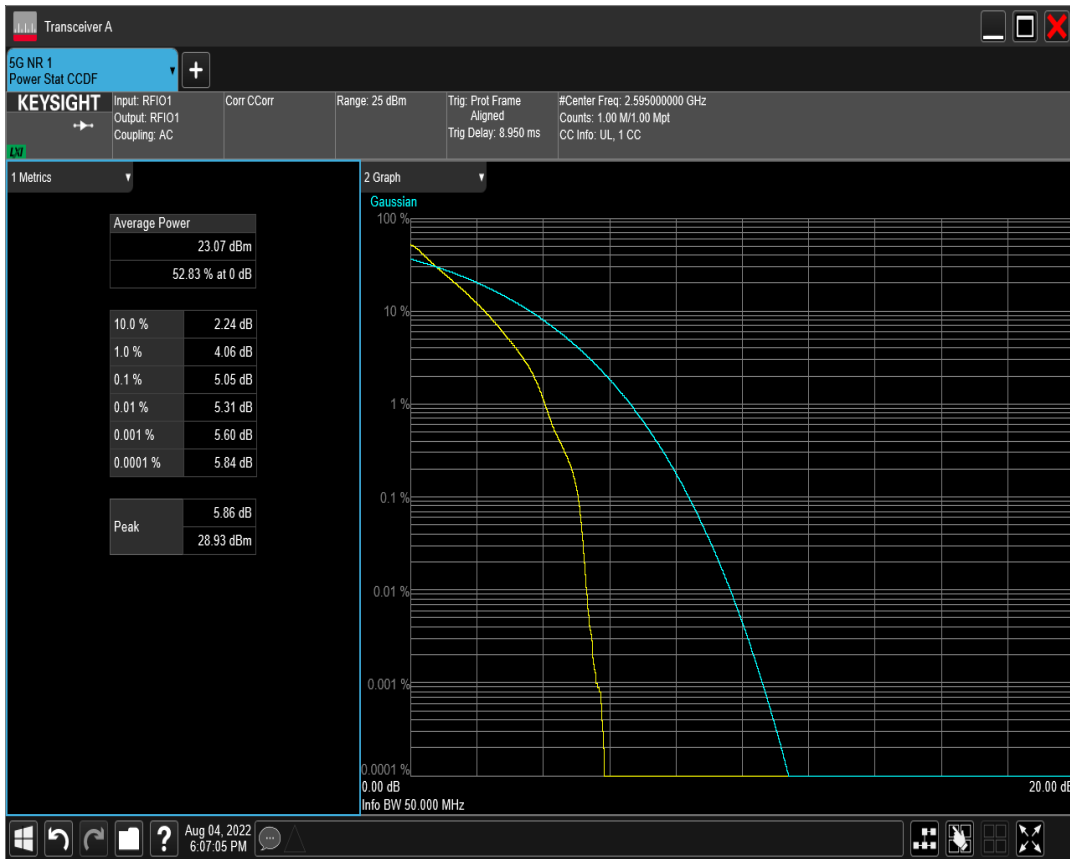 Transceiver A
5G NR 1
Power Stat CCDF
+
KEYSIGHT
LXI
Input: RFIO1
Output: RFIO1
Coupling: AC
Corr CCorr
Range: 25 dBm
Trig: Prot Frame
Aligned
Trig Delay: 8.950 ms
#Center Freq: 2.595000000 GHz
Counts: 1.00 M/1.00 Mpt
CC Info: UL, 1 CC
1 Metrics
Average Power
23.07 dBm
52.83 % at 0 dB
10.0 % 2.24 dB
1.0 % 4.06 dB
0.1 % 5.05 dB
0.01 % 5.31 dB
0.001 % 5.60 dB
0.0001 % 5.84 dB
Peak
5.86 dB
28.93 dBm
2 Graph
Gaussian
100 %
10 %
1 %
0.1 %
0.01 %
0.001 %
0.0001 %
0.00 dB 20.00 dB
Info BW 50.000 MHz
?
Aug 04, 2022
6:07:05 PM